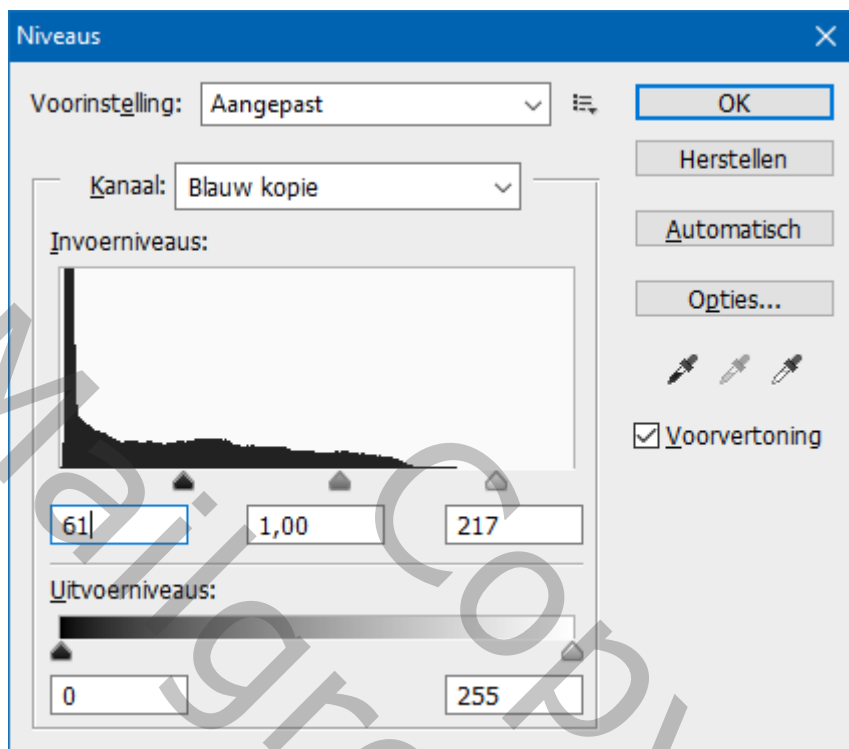 Niveaus
Voorinstelling: Aangepast
OK
Herstellen
Kanaal: Blauw kopie
Automatisch
Invoerniveaus:
Opties...
Voorvertoning
61 1,00 217
Uitvoerniveaus:
0 255